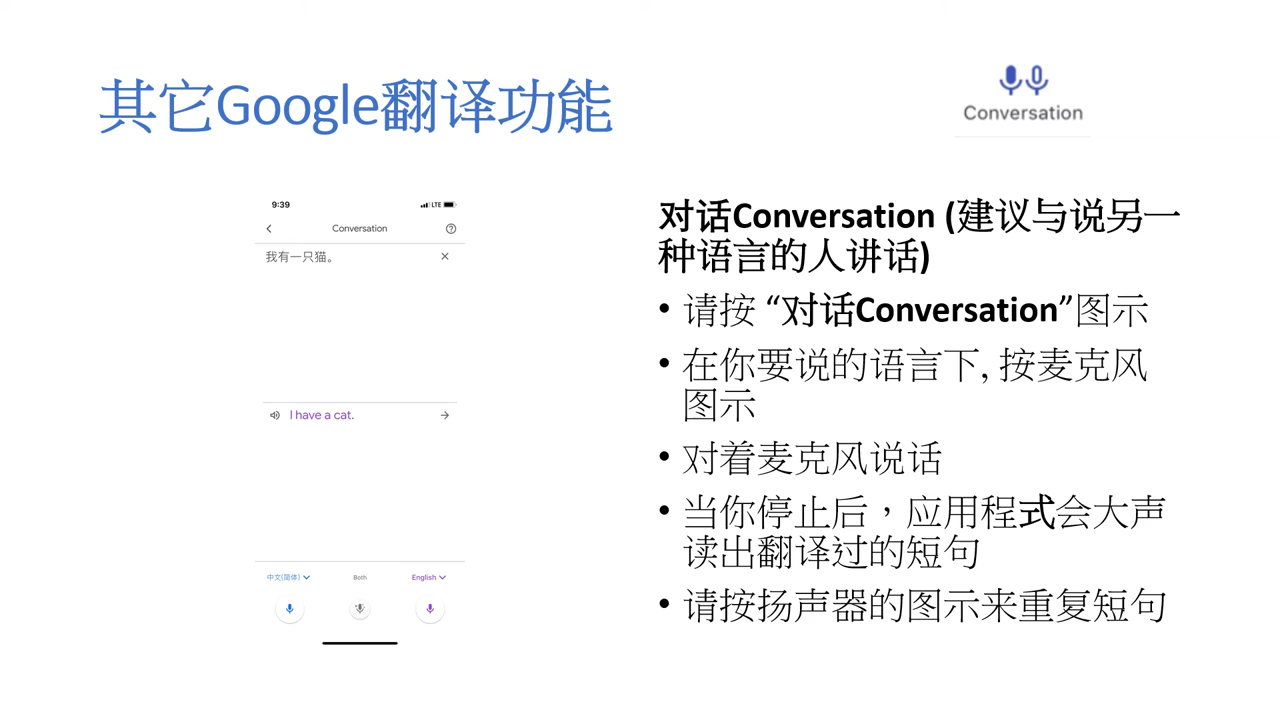 其它Google翻译功能
Conversation
9:39
LTE
Conversation
我有一只猫。
I have a cat.
中文(简体)
Both
English
对话Conversation (建议与说另一
种语言的人讲话)
• 请按 “对话Conversation”图示
• 在你要说的语言下, 按麦克风
图示
• 对着麦克风说话
• 当你停止后，应用程式会大声
读出翻译过的短句
• 请按扬声器的图示来重复短句